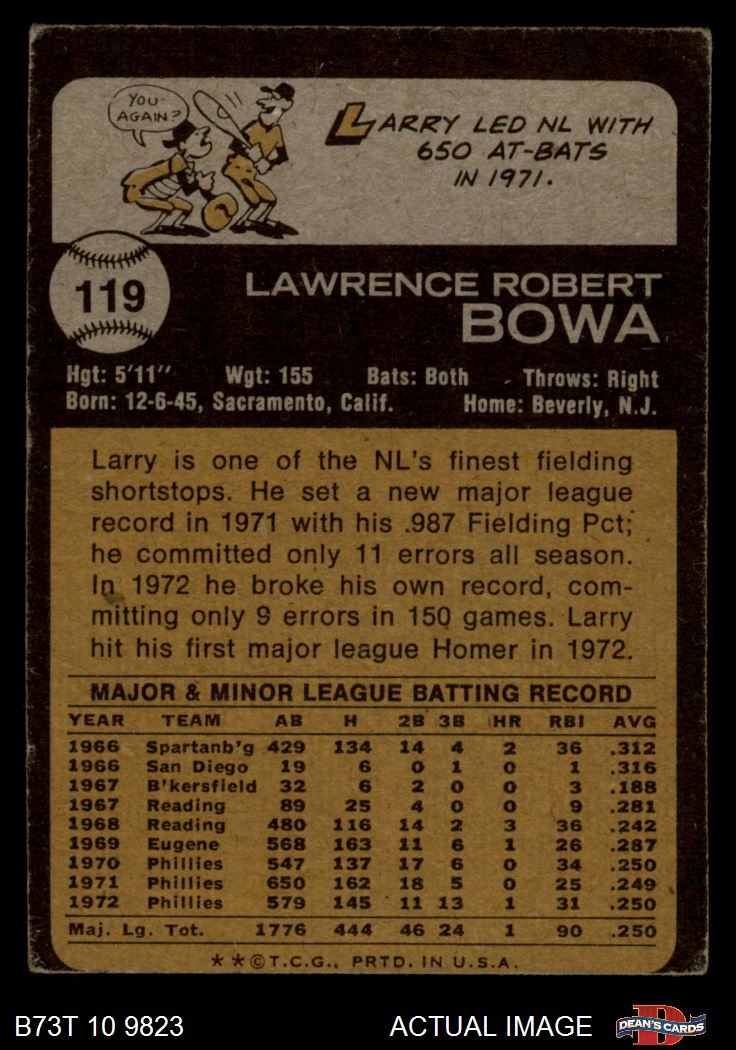 YOU
AGAIN?
LARRY LED NL WITH
650 AT-BATS
IN 1971.
119
LAWRENCE ROBERT
BOWA
Hgt: 5'11" Wgt: 155 Bats: Both Throws: Right
Born: 12-6-45, Sacramento, Calif. Home: Beverly, N.J.
Larry is one of the NL's finest fielding
shortstops. He set a new major league
record in 1971 with his .987 Fielding Pct;
he committed only 11 errors all season.
In 1972 he broke his own record, com-
mitting only 9 errors in 150 games. Larry
hit his first major league Homer in 1972.
MAJOR & MINOR LEAGUE BATTING RECORD
YEAR TEAM AB H 2B 3B HR RBI AVG
1966 Spartanb'g 429 134 14 4 2 36 .312
1966 San Diego 19 6 0 1 0 1 .316
1967 B'kersfield 32 6 2 0 0 3 .188
1967 Reading 89 25 4 0 0 9 .281
1968 Reading 480 116 14 2 3 36 .242
1969 Eugene 568 163 11 6 1 26 .287
1970 Phillies 547 137 17 6 0 34 .250
1971 Phillies 650 162 18 5 0 25 .249
1972 Phillies 579 145 11 13 1 31 .250
Maj. Lg. Tot. 1776 444 46 24 1 90 .250
**©T.C.G., PRTD. IN U.S.A.
B73T 10 9823 ACTUAL IMAGE DEAN'S CARDS